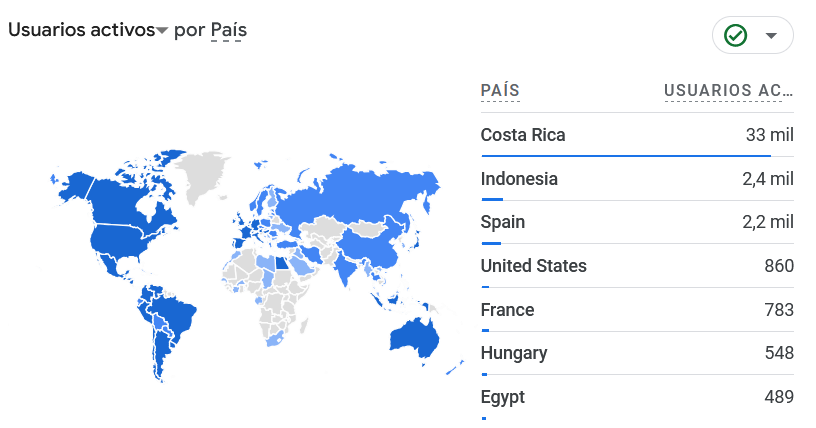 Usuarios activos por País
PAÍS USUARIOS AC...
Costa Rica 33 mil
Indonesia 2,4 mil
Spain 2,2 mil
United States 860
France 783
Hungary 548
Egypt 489